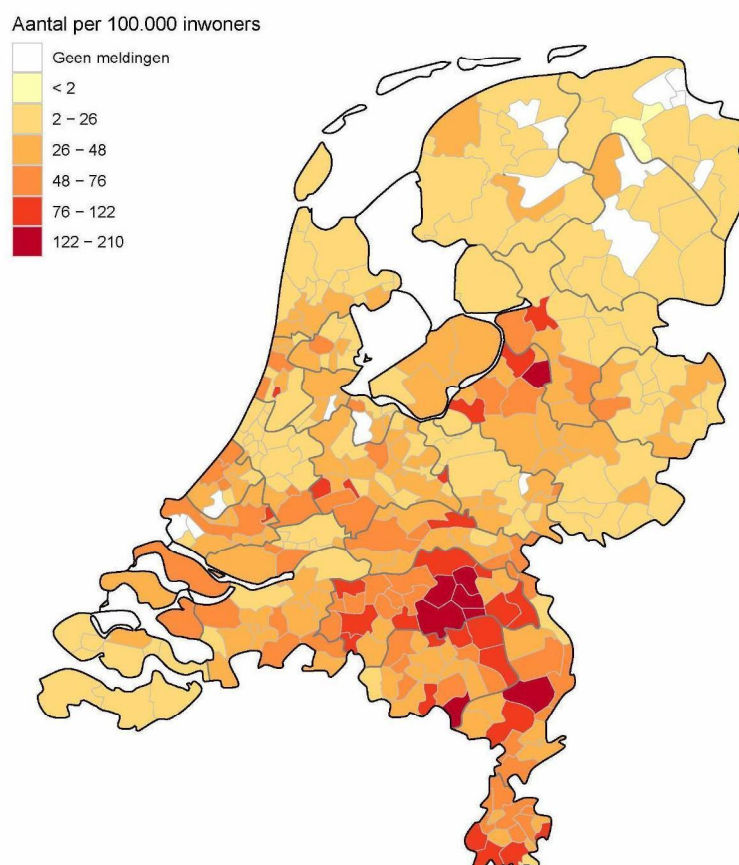 Aantal per 100.000 inwoners
Geen meldingen
< 2
2 – 26
26 – 48
48 – 76
76 – 122
122 – 210